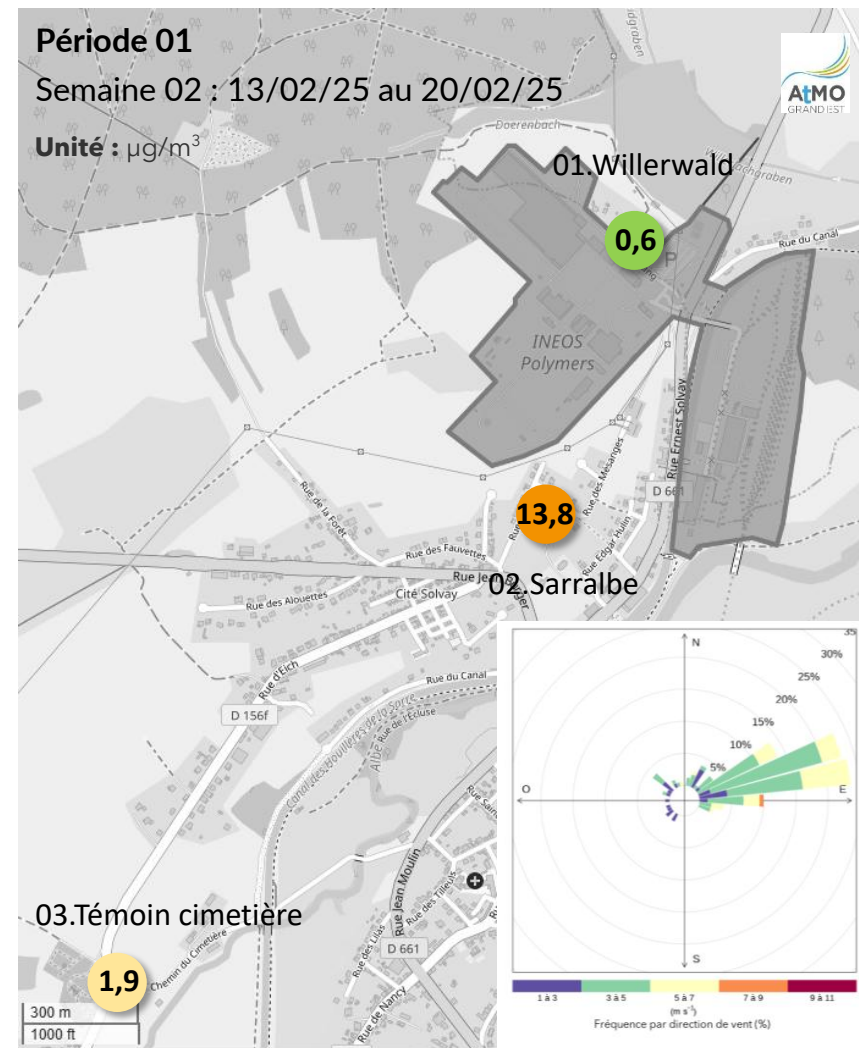 Période 01
Semaine 02 : 13/02/25 au 20/02/25
Unité : µg/m³
AtMO
GRAND EST
Doerenbach
01.Willerwald
0,6
P
Rue du Canal
INEOS
Polymers
Rue Ernest Solvay
D 661
Rue de la Forêt
Rue des Mésanges
13,8
Rue des Fauvettes
Rue Edgar Hulin
02.Sarralbe
Rue des Alouettes
Cité Solvay
Rue d'Eich
Rue du Canal
D 156f
Canal des Houillères de la Sarre
Albe
Rue de l'Écluse
Rue Jean Moulin
Rue des Tilleuls
Rue des Lilas
D 661
Rue de Nancy
03.Témoin cimetière
Chemin du Cimetière
1,9
300 m
1000 ft
N
35
30%
25%
20%
15%
10%
5%
O
E
S
1 à 3
3 à 5
5 à 7
7 à 9
9 à 11
(m s⁻¹)
Fréquence par direction de vent (%)